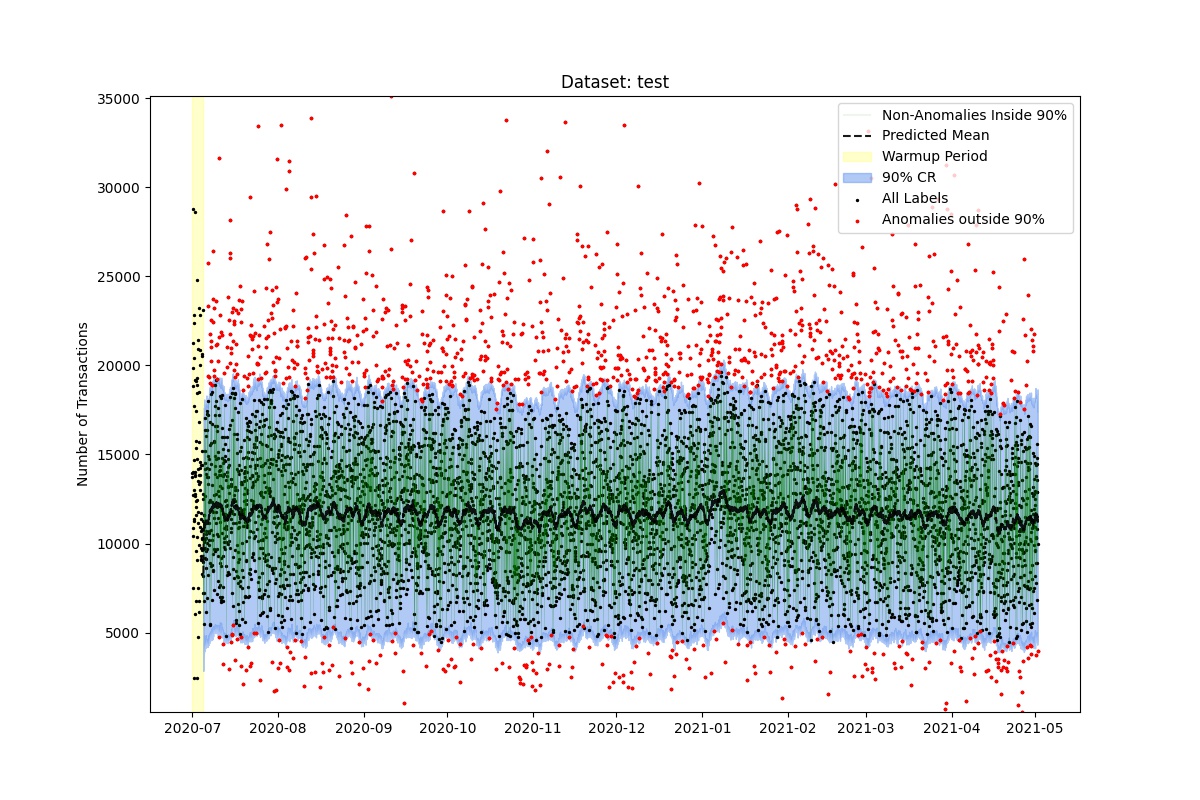 Dataset: test
Number of Transactions
35000
30000
25000
20000
15000
10000
5000
Non-Anomalies Inside 90%
Predicted Mean
Warmup Period
90% CR
All Labels
Anomalies outside 90%
2020-07
2020-08
2020-09
2020-10
2020-11
2020-12
2021-01
2021-02
2021-03
2021-04
2021-05